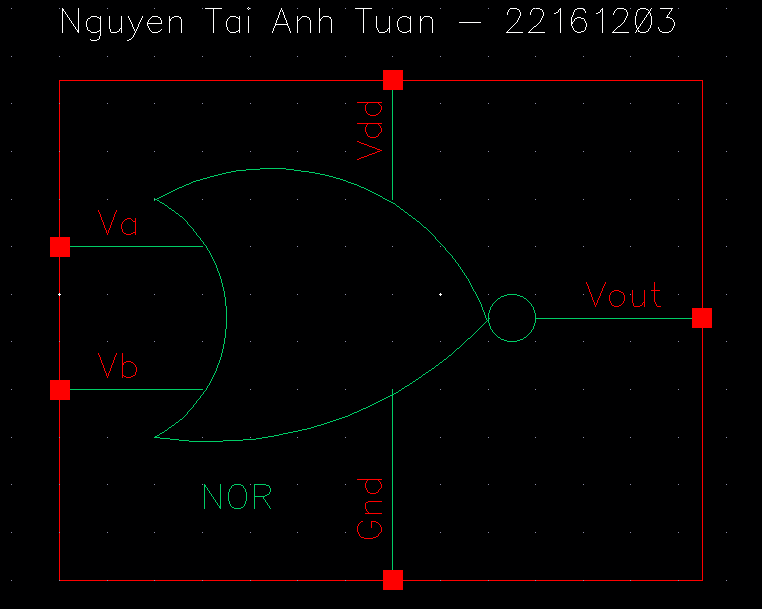 Nguyen Tai Anh Tuan - 22161203
Vdd
Va
Vout
Vb
NOR
Gnd